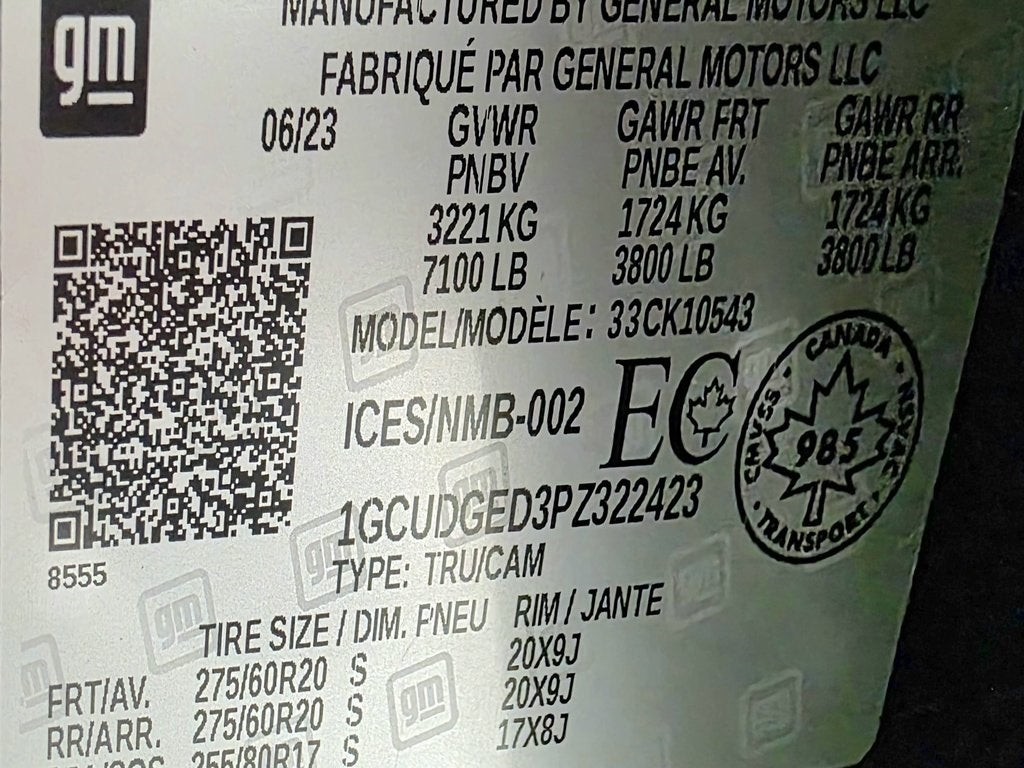 gm
MANUFACTURED BY GENERAL MOTORS LLC
FABRIQUÉ PAR GENERAL MOTORS LLC
06/23 GVWR GAWR FRT GAWR RR
PNBV PNBE AV. PNBE ARR.
3221 KG 1724 KG 1724 KG
7100 LB 3800 LB 3800 LB
MODEL/MODÈLE: 33CK10543
ICES/NMB-002 EC
CANADA
CMVSS 985 NSVAC
TRANSPORT
1GCUDGED3PZ322423
8555
TYPE: TRU/CAM
TIRE SIZE / DIM. PNEU RIM / JANTE
FRT/AV. 275/60R20 S 20X9J
RR/ARR. 275/60R20 S 20X9J
255/80R17 S 17X8J